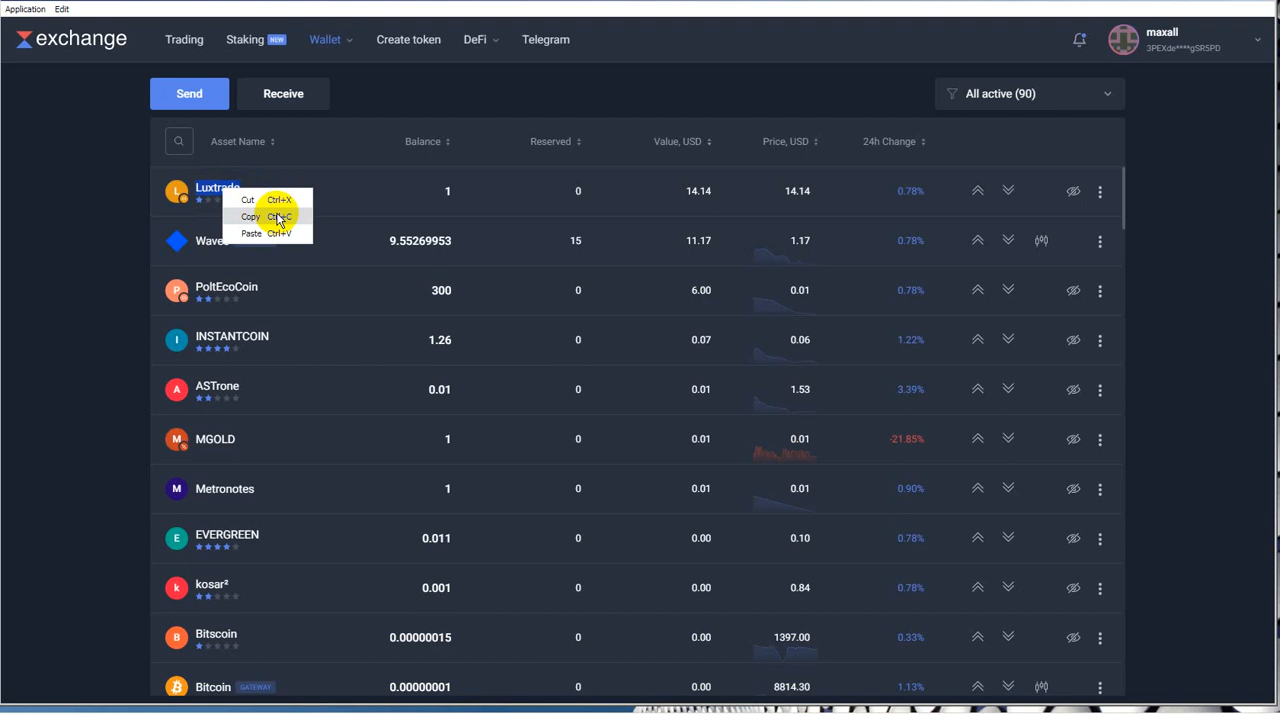 Application Edit
exchange Trading Staking NEW Wallet Create token DeFi Telegram maxall
3PEXde****gSR5PD
Send Receive All active (90)
Asset Name Balance Reserved Value, USD Price, USD 24h Change
L Luxtrade 1 0 14.14 14.14 0.78%
Cut Ctrl+X
Copy Ctrl+C
Paste Ctrl+V
Waves 9.55269953 15 11.17 1.17 0.78%
P PoltEcoCoin 300 0 6.00 0.01 0.78%
I INSTANTCOIN 1.26 0 0.07 0.06 1.22%
A ASTrone 0.01 0 0.01 1.53 3.39%
M MGOLD 1 0 0.01 0.01 -21.85%
M Metronotes 1 0 0.01 0.01 0.90%
E EVERGREEN 0.011 0 0.00 0.10 0.78%
k kosar² 0.001 0 0.00 0.84 0.78%
B Bitscoin 0.00000015 0 0.00 1397.00 0.33%
Bitcoin GATEWAY 0.00000001 0 0.00 8814.30 1.13%